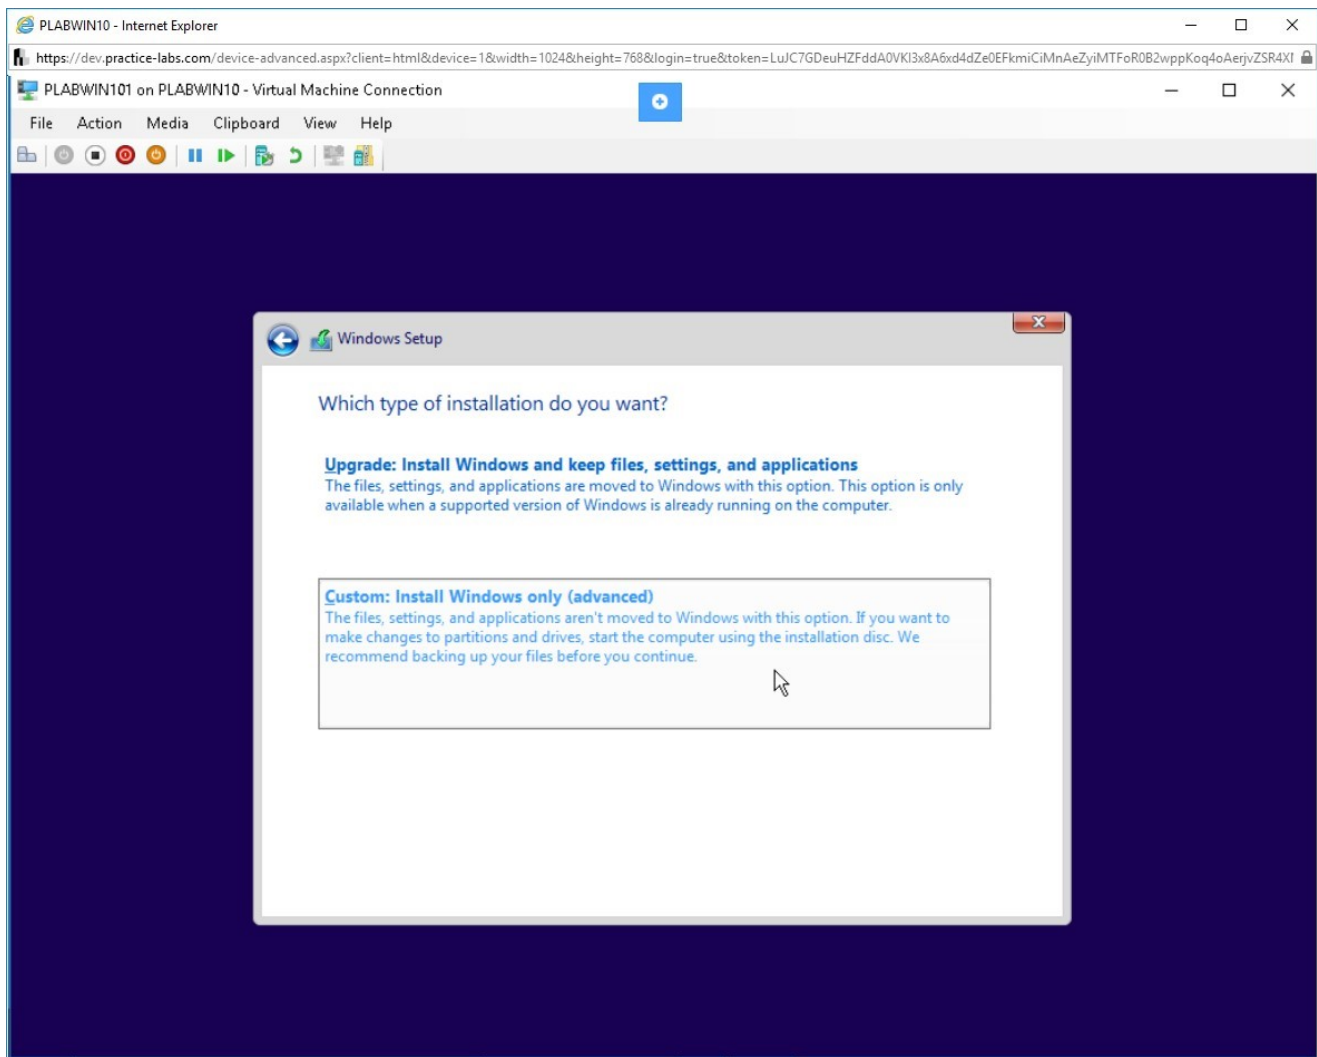 PLABWIN10 - Internet Explorer
https://dev.practice-labs.com/device-advanced.aspx?client=html&device=1&width=1024&height=768&login=true&token=LuJC7GDeuHZFddA0VKI3x8A6xd4dZe0EFkmiCiMnAeZyiMTFoR0B2wppKoq4oAerjvZSR4XI
PLABWIN101 on PLABWIN10 - Virtual Machine Connection
File Action Media Clipboard View Help
Windows Setup
Which type of installation do you want?
Upgrade: Install Windows and keep files, settings, and applications
The files, settings, and applications are moved to Windows with this option. This option is only
available when a supported version of Windows is already running on the computer.
Custom: Install Windows only (advanced)
The files, settings, and applications aren't moved to Windows with this option. If you want to
make changes to partitions and drives, start the computer using the installation disc. We
recommend backing up your files before you continue.